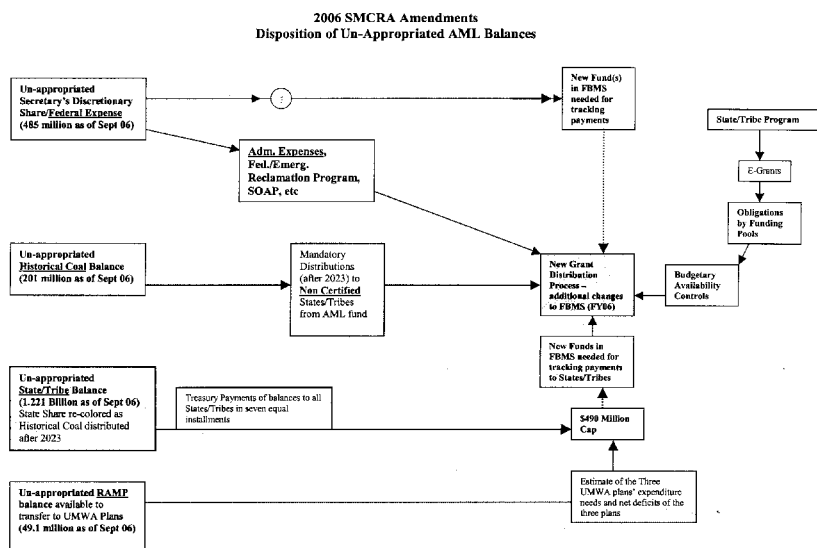 2006 SMCRA Amendments
Disposition of Un-Appropriated AML Balances
Un-appropriated
Secretary's Discretionary
Share/Federal Expense
(485 million as of Sept 06)
New Fund(s)
in FBMS
needed for
tracking
payments
State/Tribe Program
Adm. Expenses,
Fed./Emerg.
Reclamation Program,
SOAP, etc
E-Grants
Obligations
by Funding
Pools
Un-appropriated
Historical Coal Balance
(201 million as of Sept 06)
Mandatory
Distributions
(after 2023) to
Non Certified
States/Tribes
from AML fund
New Grant
Distribution
Process –
additional changes
to FBMS (FY06)
Budgetary
Availability
Controls
New Funds in
FBMS needed for
tracking payments
to States/Tribes
Un-appropriated
State/Tribe Balance
(1.221 Billion as of Sept 06)
State Share re-colored as
Historical Coal distributed
after 2023
Treasury Payments of balances to all
States/Tribes in seven equal
installments
$490 Million
Cap
Un-appropriated RAMP
balance available to
transfer to UMWA Plans
(49.1 million as of Sept 06)
Estimate of the Three
UMWA plans' expenditure
needs and net deficits of the
three plans